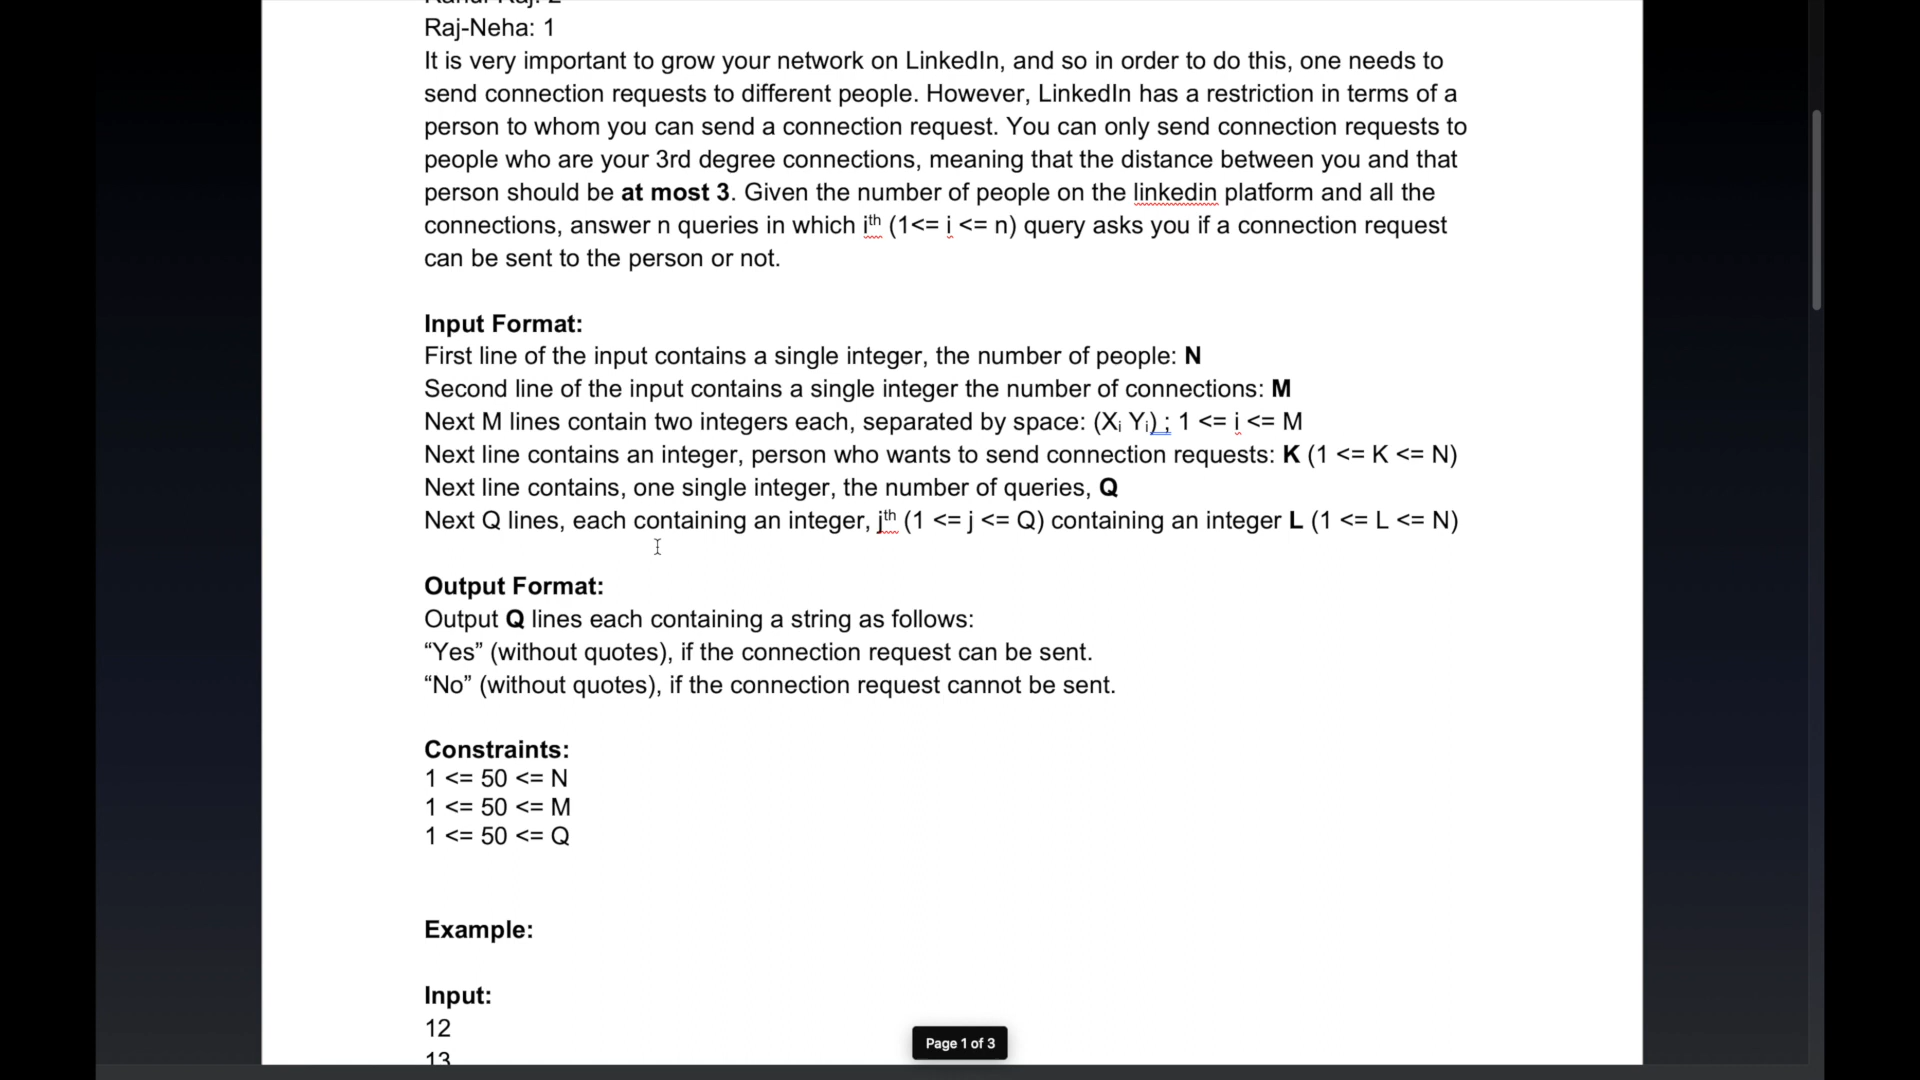 Rahul-Raj: 2
Raj-Neha: 1
It is very important to grow your network on LinkedIn, and so in order to do this, one needs to
send connection requests to different people. However, LinkedIn has a restriction in terms of a
person to whom you can send a connection request. You can only send connection requests to
people who are your 3rd degree connections, meaning that the distance between you and that
person should be at most 3. Given the number of people on the linkedin platform and all the
connections, answer n queries in which ith (1<= i <= n) query asks you if a connection request
can be sent to the person or not.
Input Format:
First line of the input contains a single integer, the number of people: N
Second line of the input contains a single integer the number of connections: M
Next M lines contain two integers each, separated by space: (Xi Yi) ; 1 <= i <= M
Next line contains an integer, person who wants to send connection requests: K (1 <= K <= N)
Next line contains, one single integer, the number of queries, Q
Next Q lines, each containing an integer, jth (1 <= j <= Q) containing an integer L (1 <= L <= N)
Output Format:
Output Q lines each containing a string as follows:
“Yes” (without quotes), if the connection request can be sent.
“No” (without quotes), if the connection request cannot be sent.
Constraints:
1 <= 50 <= N
1 <= 50 <= M
1 <= 50 <= Q
Example:
Input:
12
13
Page 1 of 3